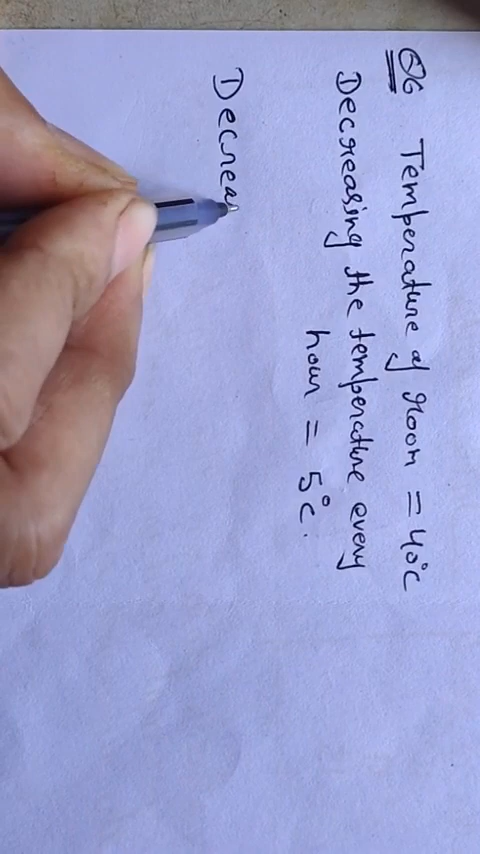 Q6 Temperature of room = 40°C
Decreasing the temperature every
hour = 5°C.
Decrea